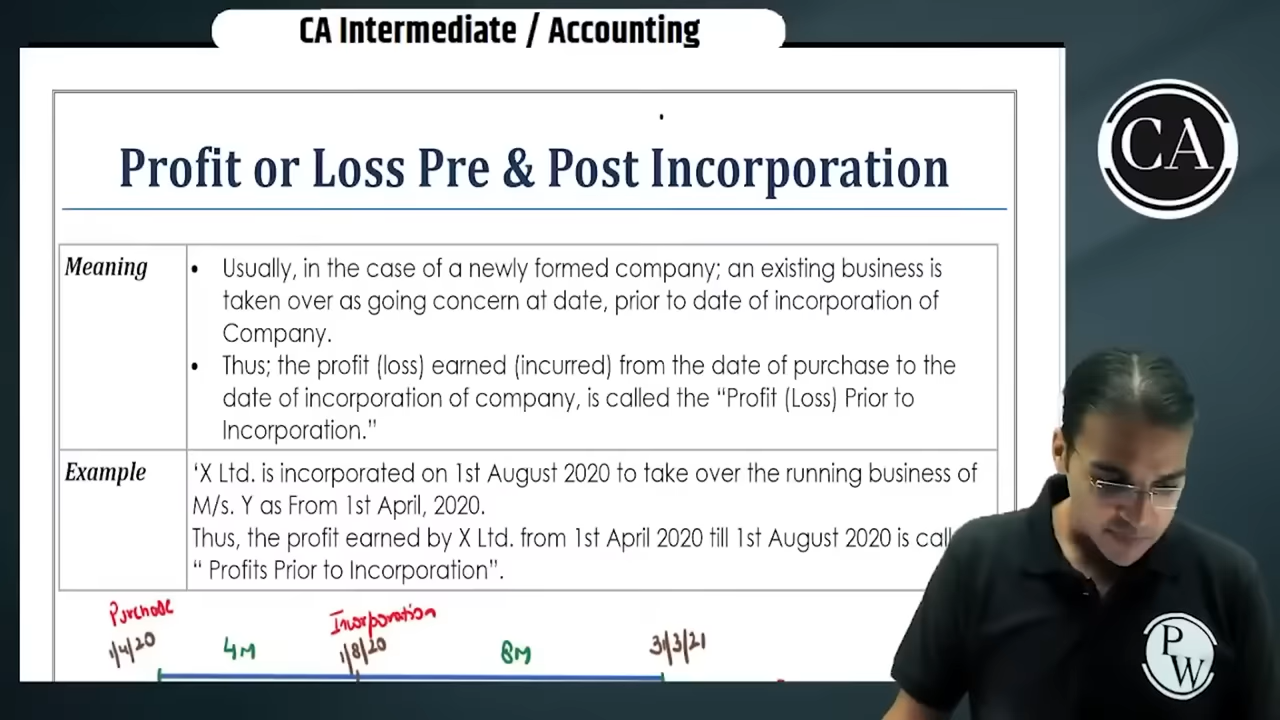 CA Intermediate / Accounting
CA
Profit or Loss Pre & Post Incorporation
Meaning
• Usually, in the case of a newly formed company; an existing business is
taken over as going concern at date, prior to date of incorporation of
Company.
• Thus; the profit (loss) earned (incurred) from the date of purchase to the
date of incorporation of company, is called the “Profit (Loss) Prior to
Incorporation.”
Example
‘X Ltd. is incorporated on 1st August 2020 to take over the running business of
M/s. Y as From 1st April, 2020.
Thus, the profit earned by X Ltd. from 1st April 2020 till 1st August 2020 is call
“ Profits Prior to Incorporation”.
Purchase
Incorporation
1/4/20 4M 1/8/20 8M 31/3/21
PW